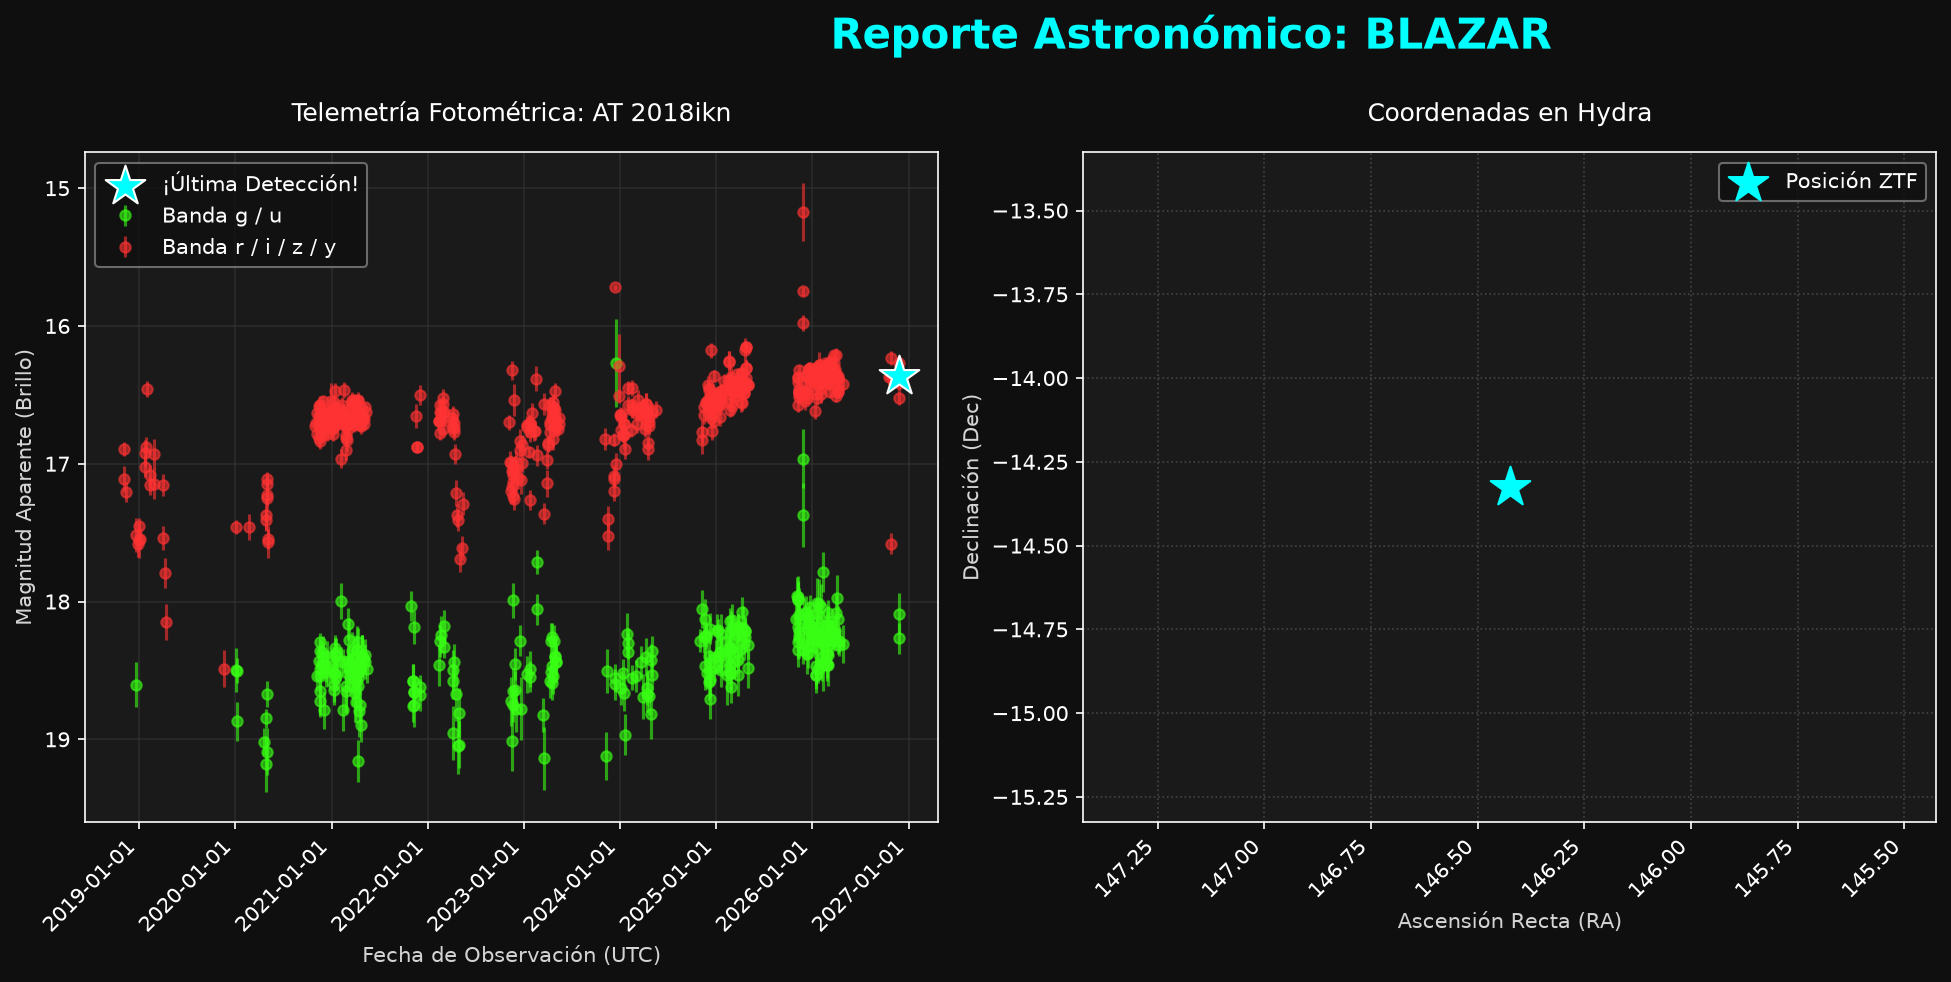 Reporte Astronómico: BLAZAR
Telemetría Fotométrica: AT 2018ikn
¡Última Detección!
Banda g / u
Banda r / i / z / y
15
16
17
18
19
Magnitud Aparente (Brillo)
2019-01-01
2020-01-01
2021-01-01
2022-01-01
2023-01-01
2024-01-01
2025-01-01
2026-01-01
2027-01-01
Fecha de Observación (UTC)
Coordenadas en Hydra
Posición ZTF
−13.50
−13.75
−14.00
−14.25
−14.50
−14.75
−15.00
−15.25
Declinación (Dec)
147.25
147.00
146.75
146.50
146.25
146.00
145.75
145.50
Ascensión Recta (RA)